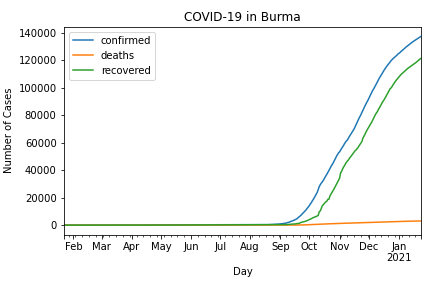 COVID-19 in Burma
confirmed
deaths
recovered
Number of Cases
140000
120000
100000
80000
60000
40000
20000
0
Feb Mar Apr May Jun Jul Aug Sep Oct Nov Dec Jan
2021
Day